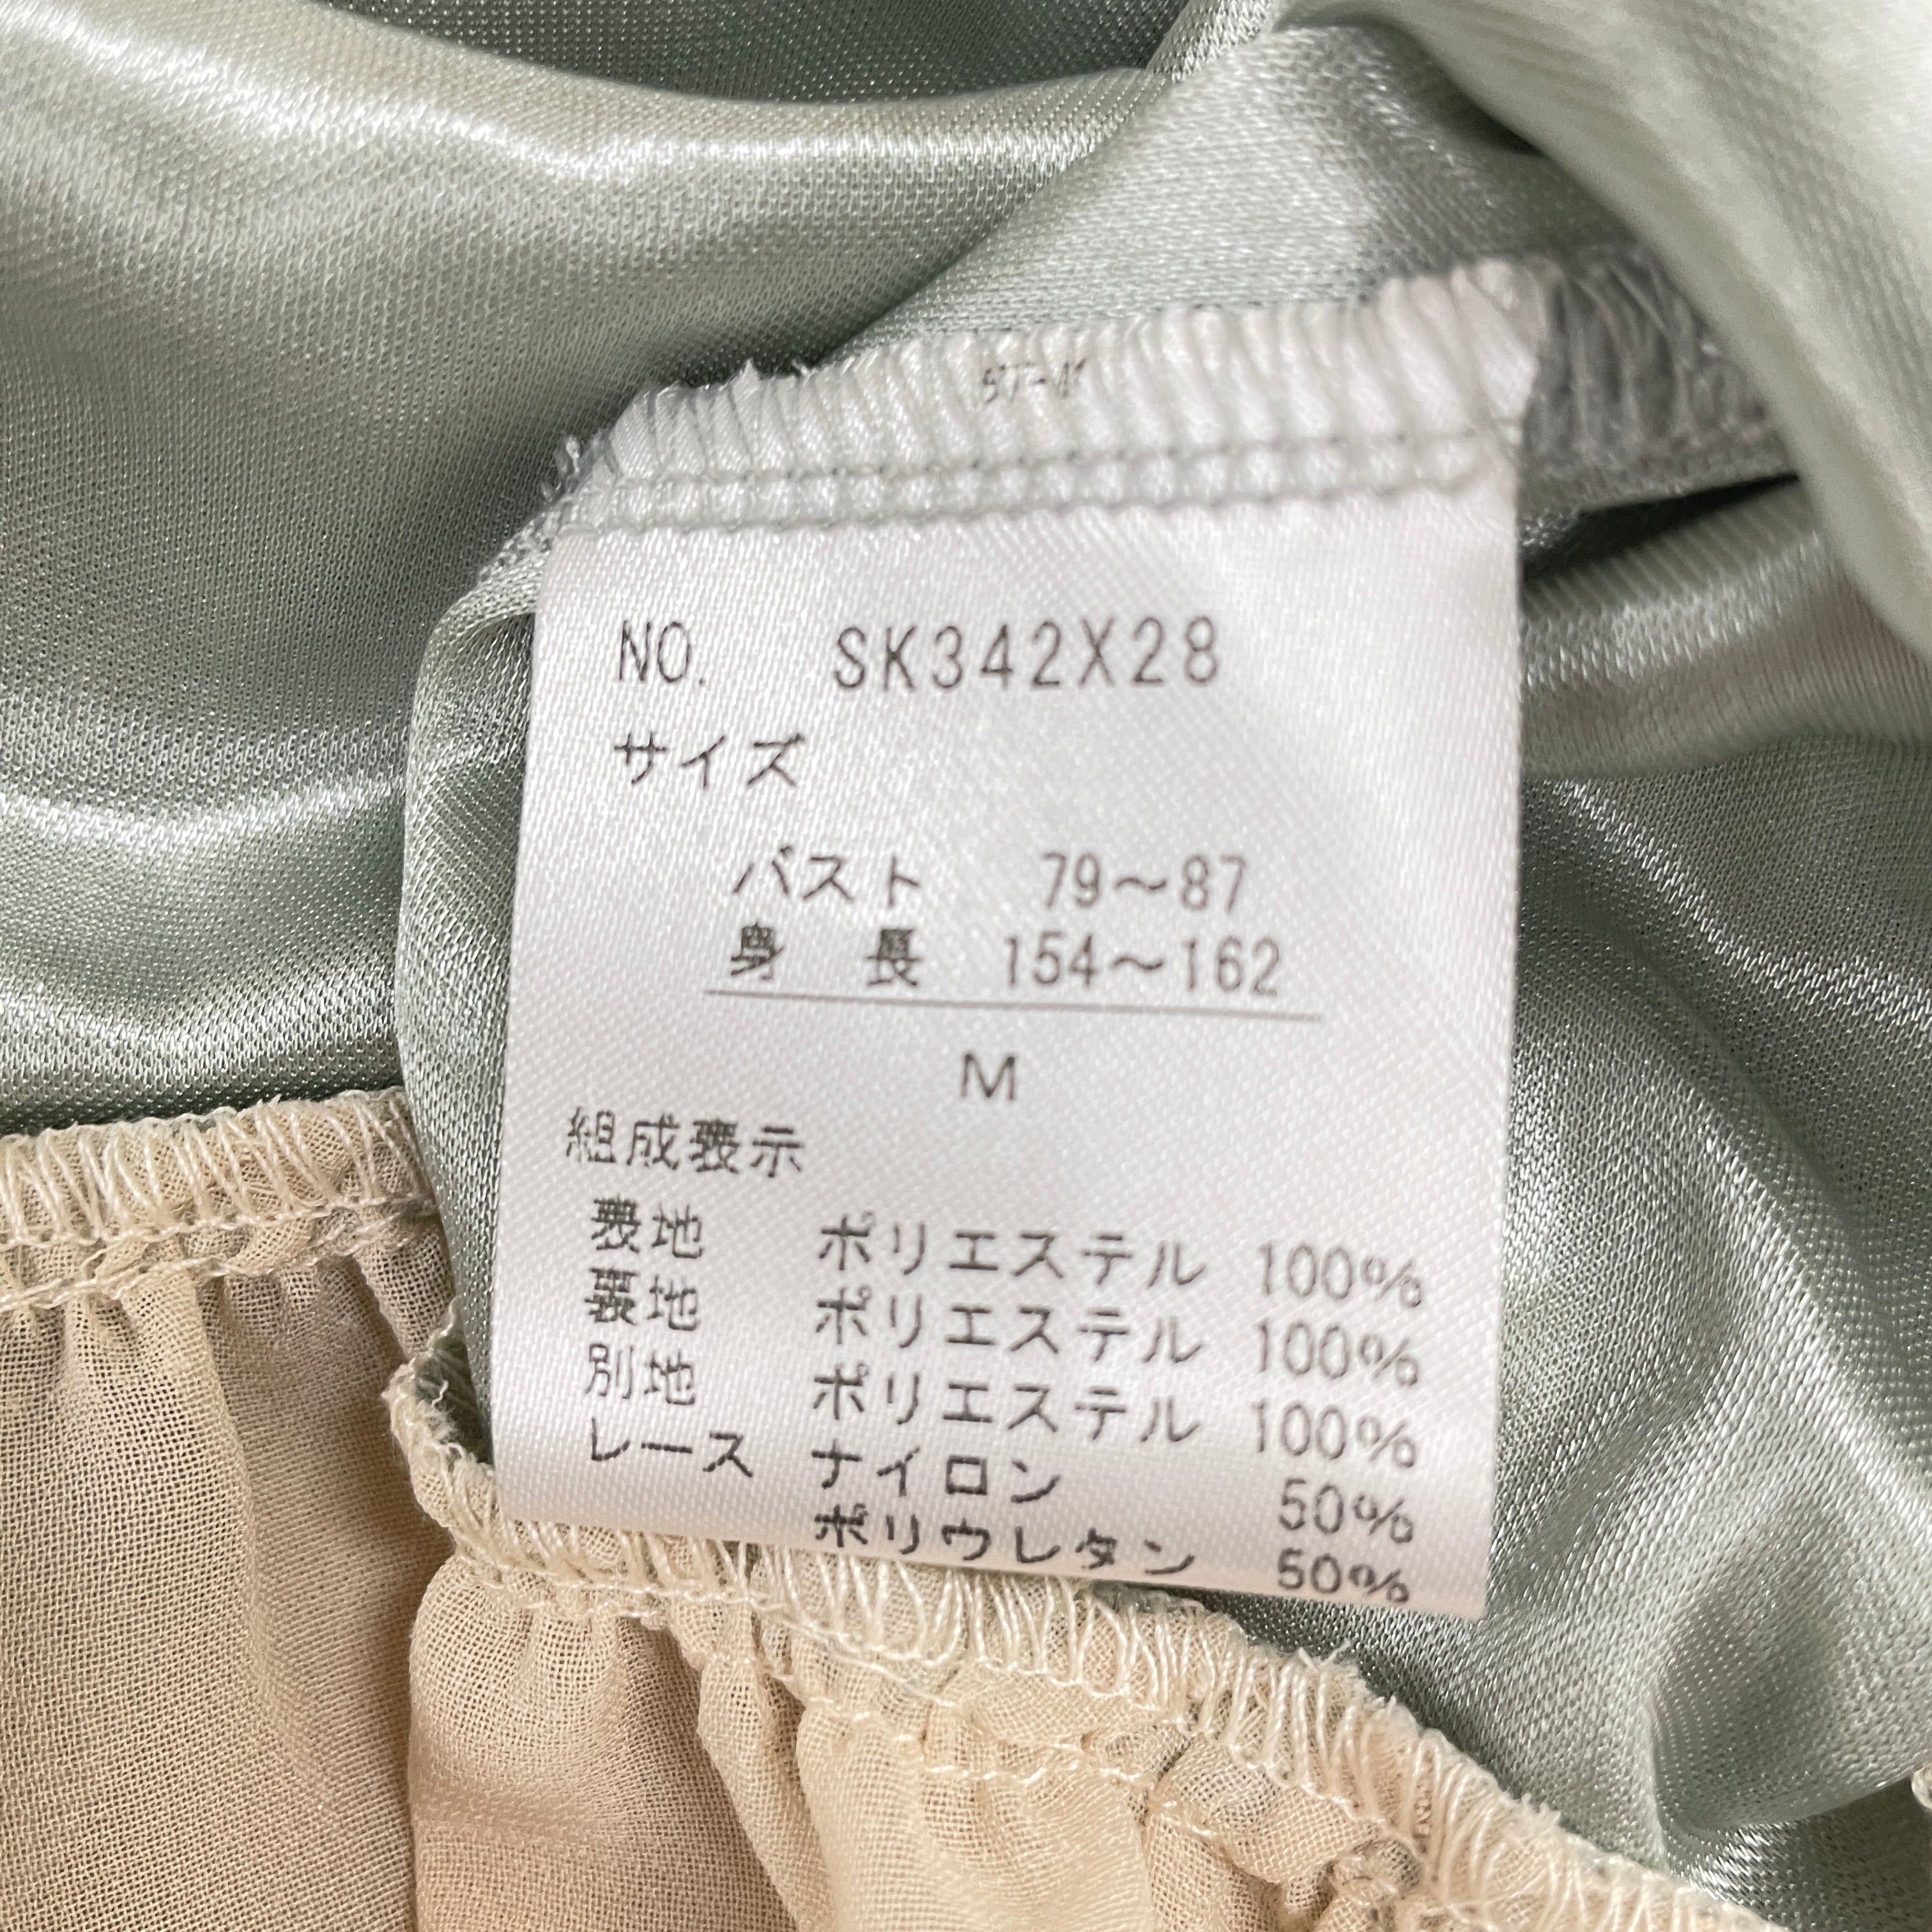 NO. SK342X28
サイズ
バスト 79～87
身長 154～162
M
組成表示
表地 ポリエステル 100%
裏地 ポリエステル 100%
別地 ポリエステル 100%
レース ナイロン 50%
ポリウレタン 50%